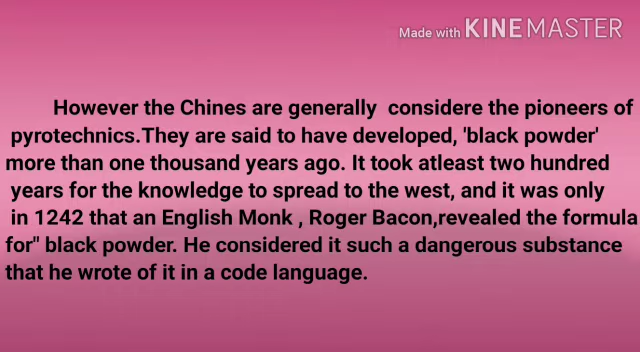 Made with KINEMASTER
However the Chines are generally considere the pioneers of
pyrotechnics.They are said to have developed, 'black powder'
more than one thousand years ago. It took atleast two hundred
years for the knowledge to spread to the west, and it was only
in 1242 that an English Monk , Roger Bacon,revealed the formula
for" black powder. He considered it such a dangerous substance
that he wrote of it in a code language.